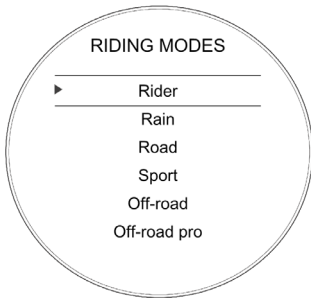 RIDING MODES
Rider
Rain
Road
Sport
Off-road
Off-road pro